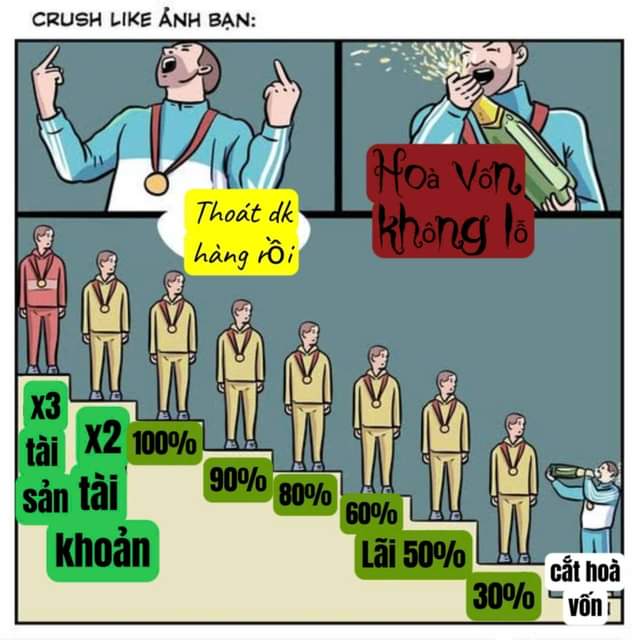 CRUSH LIKE ẢNH BẠN:
Thoát dk
hàng rồi
Hoà vốn
không lỗ
x3
tài
sản
x2
tài
khoản
100%
90%
80%
60%
Lãi 50%
30%
cắt hoà
vốn